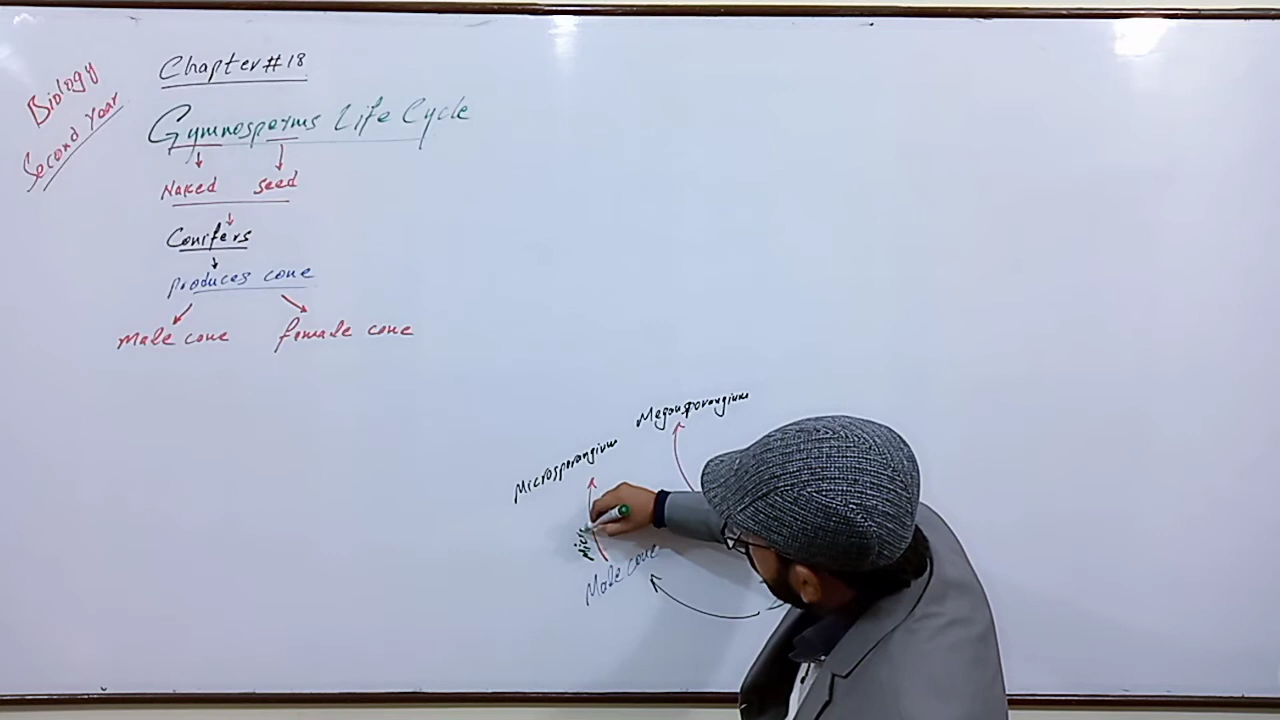 Biology
Second Year
Chapter # 18
Gymnosperms Life Cycle
Naked seed
Conifers
produces cone
Male cone female cone
Megasporangium
Microsporangium
Micr
Male cone